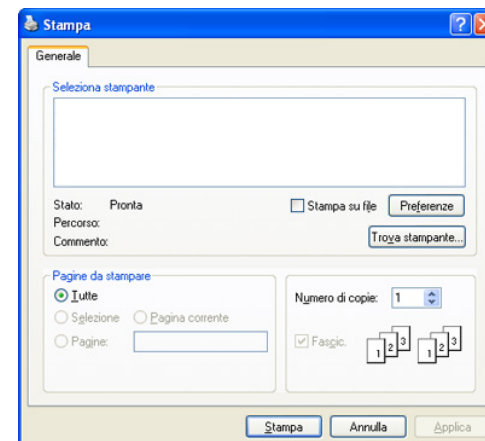 Stampa
Generale
Seleziona stampante
Stato: Pronta
Percorso:
Commento:
Stampa su file
Preferenze
Trova stampante...
Pagine da stampare
Tutte
Selezione
Pagina corrente
Pagine:
Numero di copie: 1
Fascic.
1 2 3 1 2 3
Stampa Annulla Applica